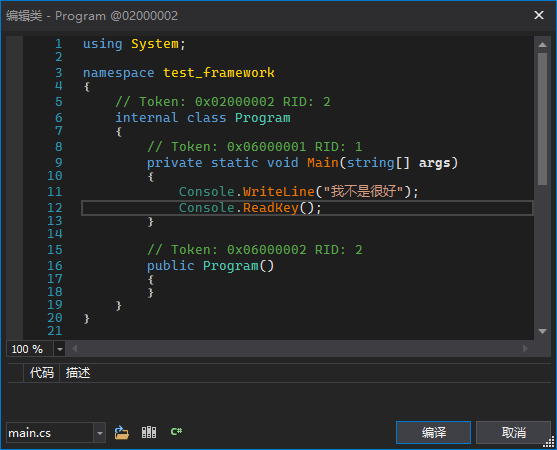 编辑类 - Program @02000002
1 using System;
2
3 namespace test_framework
4 {
5 // Token: 0x02000002 RID: 2
6 internal class Program
7 {
8 // Token: 0x06000001 RID: 1
9 private static void Main(string[] args)
10 {
11 Console.WriteLine("我不是很好");
12 Console.ReadKey();
13 }
14
15 // Token: 0x06000002 RID: 2
16 public Program()
17 {
18 }
19 }
20 }
21
100 %
代码 描述
main.cs C# 编译 取消